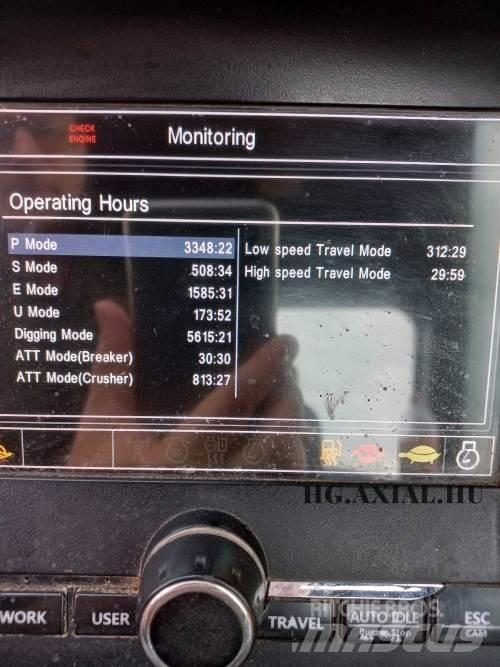 CHECK
ENGINE
Monitoring
Operating Hours
P Mode 3348:22
S Mode 508:34
E Mode 1585:31
U Mode 173:52
Digging Mode 5615:21
ATT Mode(Breaker) 30:30
ATT Mode(Crusher) 813:27
Low speed Travel Mode 312:29
High speed Travel Mode 29:59
HG.AXIAL.HU
WORK
USER
TRAVEL
AUTO IDLE
ESC
CAM
MASCUS